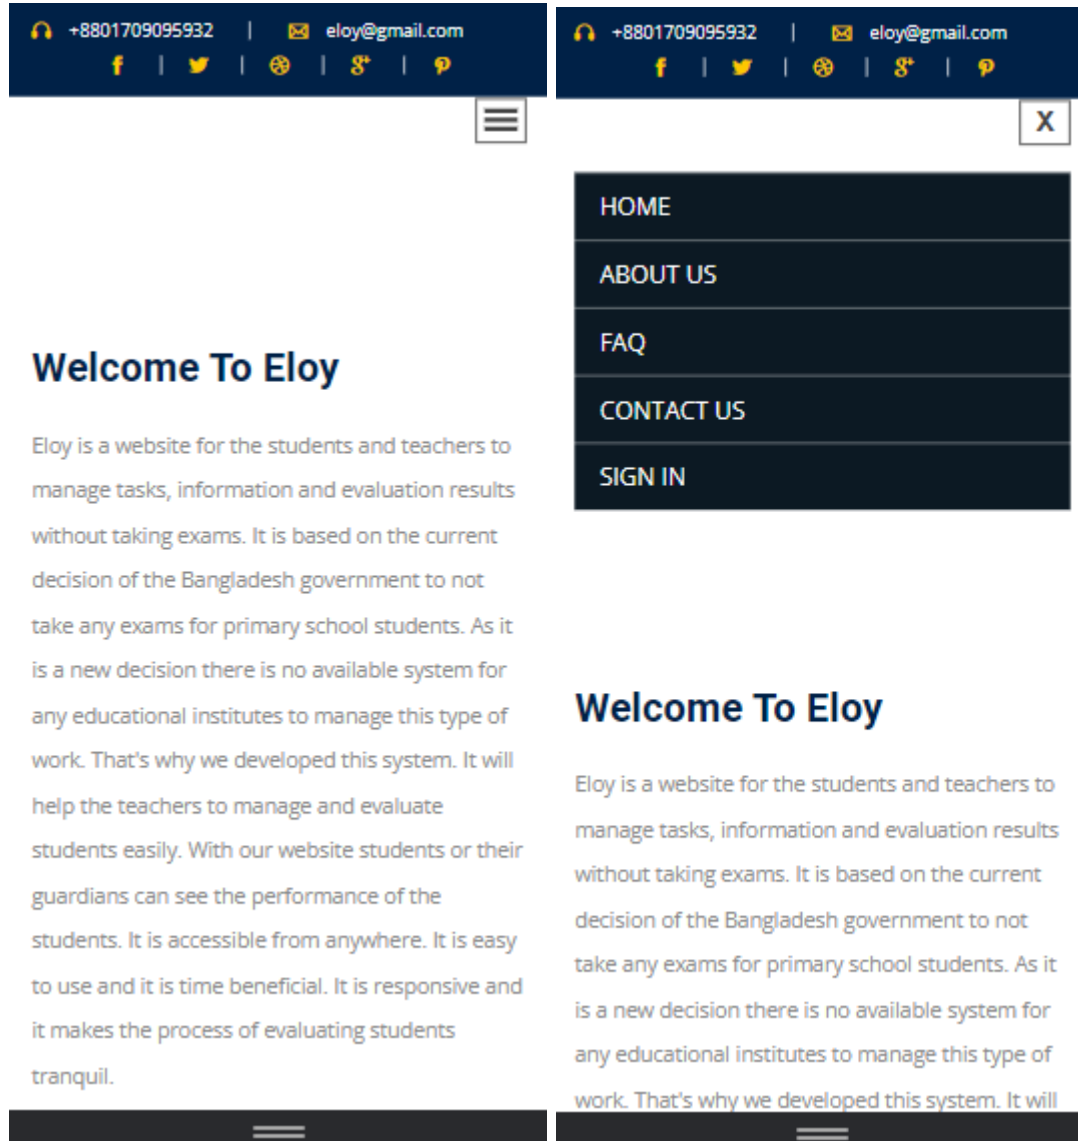 +8801709095932 | eloy@gmail.com
f | | | g+ |
Welcome To Eloy
Eloy is a website for the students and teachers to
manage tasks, information and evaluation results
without taking exams. It is based on the current
decision of the Bangladesh government to not
take any exams for primary school students. As it
is a new decision there is no available system for
any educational institutes to manage this type of
work. That's why we developed this system. It will
help the teachers to manage and evaluate
students easily. With our website students or their
guardians can see the performance of the
students. It is accessible from anywhere. It is easy
to use and it is time beneficial. It is responsive and
it makes the process of evaluating students
tranquil.
+8801709095932 | eloy@gmail.com
f | | | g+ |
X
HOME
ABOUT US
FAQ
CONTACT US
SIGN IN
Welcome To Eloy
Eloy is a website for the students and teachers to
manage tasks, information and evaluation results
without taking exams. It is based on the current
decision of the Bangladesh government to not
take any exams for primary school students. As it
is a new decision there is no available system for
any educational institutes to manage this type of
work. That's why we developed this system. It will